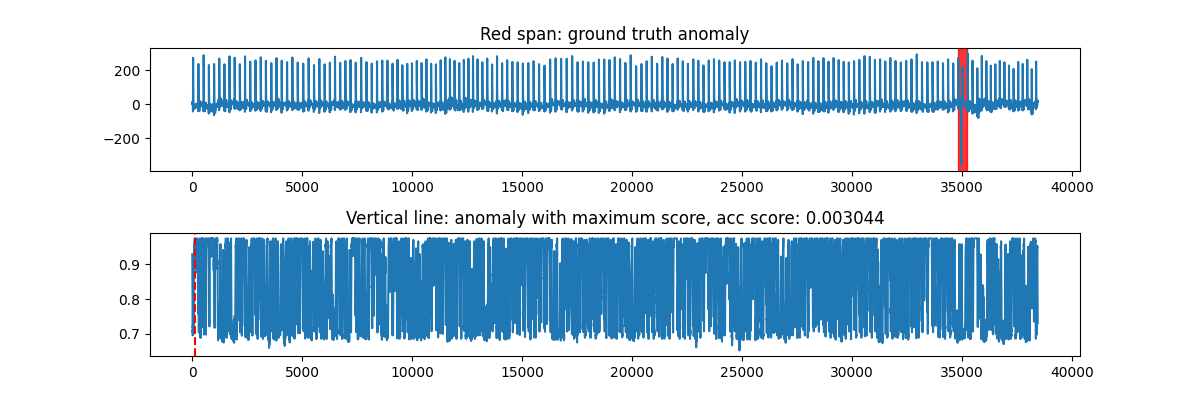 Red span: ground truth anomaly
200
0
−200
0 5000 10000 15000 20000 25000 30000 35000 40000
Vertical line: anomaly with maximum score, acc score: 0.003044
0.9
0.8
0.7
0 5000 10000 15000 20000 25000 30000 35000 40000